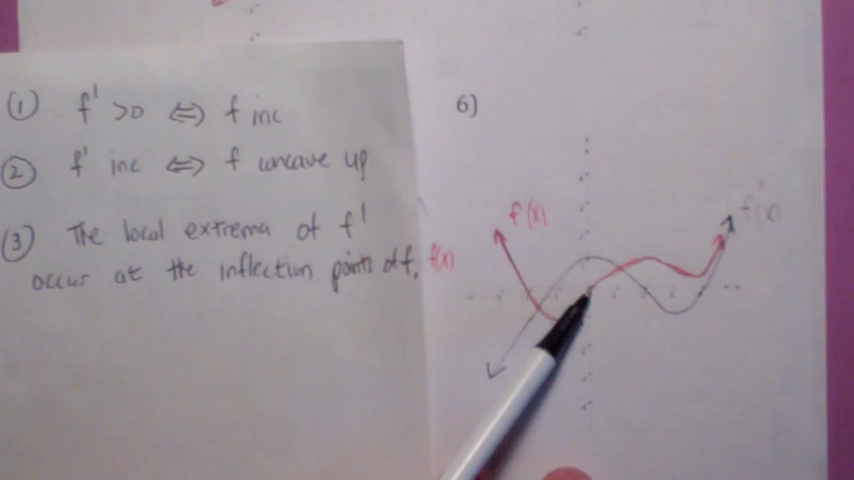 ① f' >0 ⇔ f inc
② f' inc ⇔ f concave up
③ The local extrema of f'
occur at the inflection points of f, f(x)
6)
f(x)
f'(x)